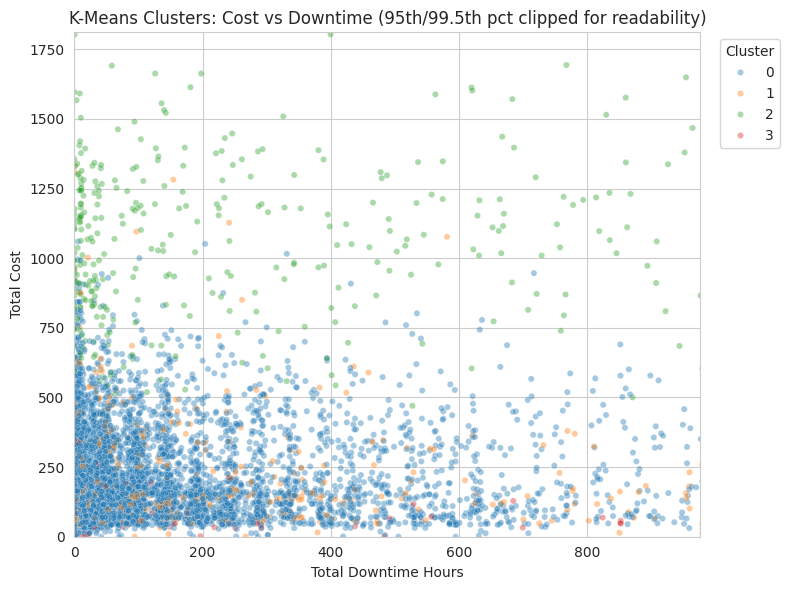 K-Means Clusters: Cost vs Downtime (95th/99.5th pct clipped for readability)
Cluster
0
1
2
3
1750
1500
1250
1000
750
500
250
0
Total Cost
0 200 400 600 800
Total Downtime Hours